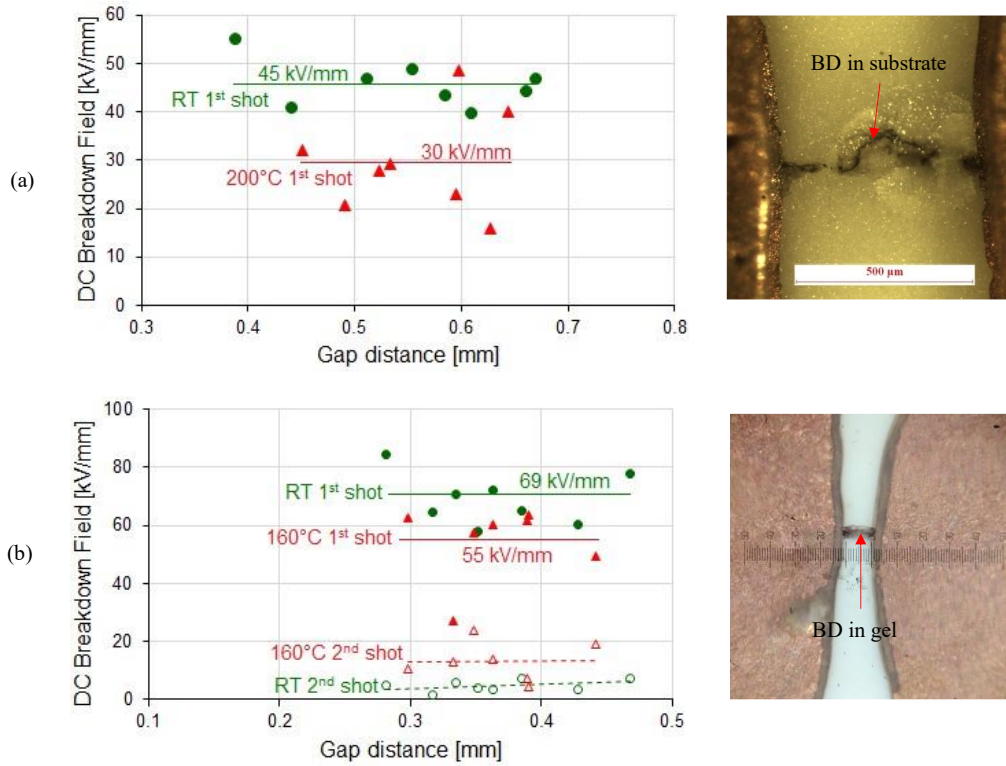 (a)
DC Breakdown Field [kV/mm]
60
50
40
30
20
10
0
45 kV/mm
RT 1st shot
30 kV/mm
200°C 1st shot
0.3 0.4 0.5 0.6 0.7 0.8
Gap distance [mm]
BD in substrate
500 µm
(b)
DC Breakdown Field [kV/mm]
100
80
60
40
20
0
69 kV/mm
RT 1st shot
160°C 1st shot
55 kV/mm
160°C 2nd shot
RT 2nd shot
0.1 0.2 0.3 0.4 0.5
Gap distance [mm]
BD in gel